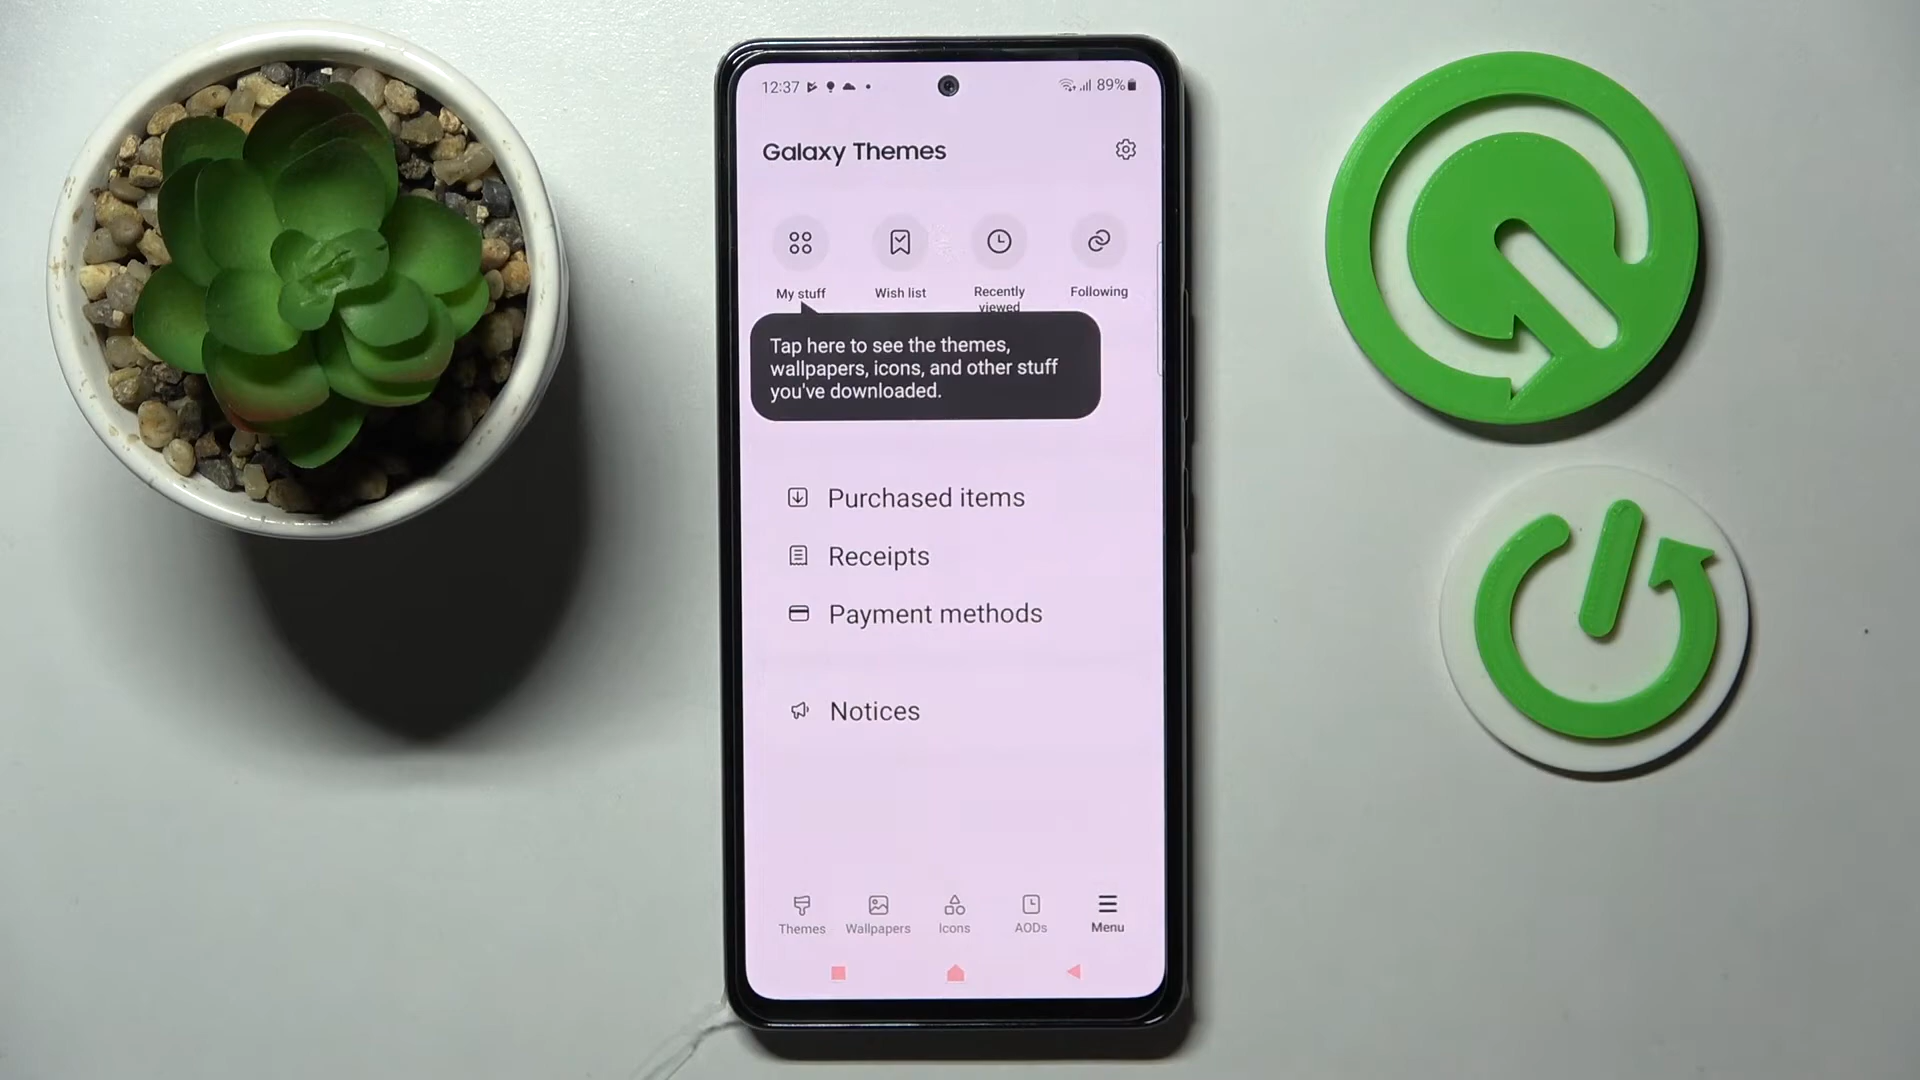 12:37
89%
Galaxy Themes
My stuff
Wish list
Recently
viewed
Following
Tap here to see the themes,
wallpapers, icons, and other stuff
you've downloaded.
Purchased items
Receipts
Payment methods
Notices
Themes
Wallpapers
Icons
AODs
Menu